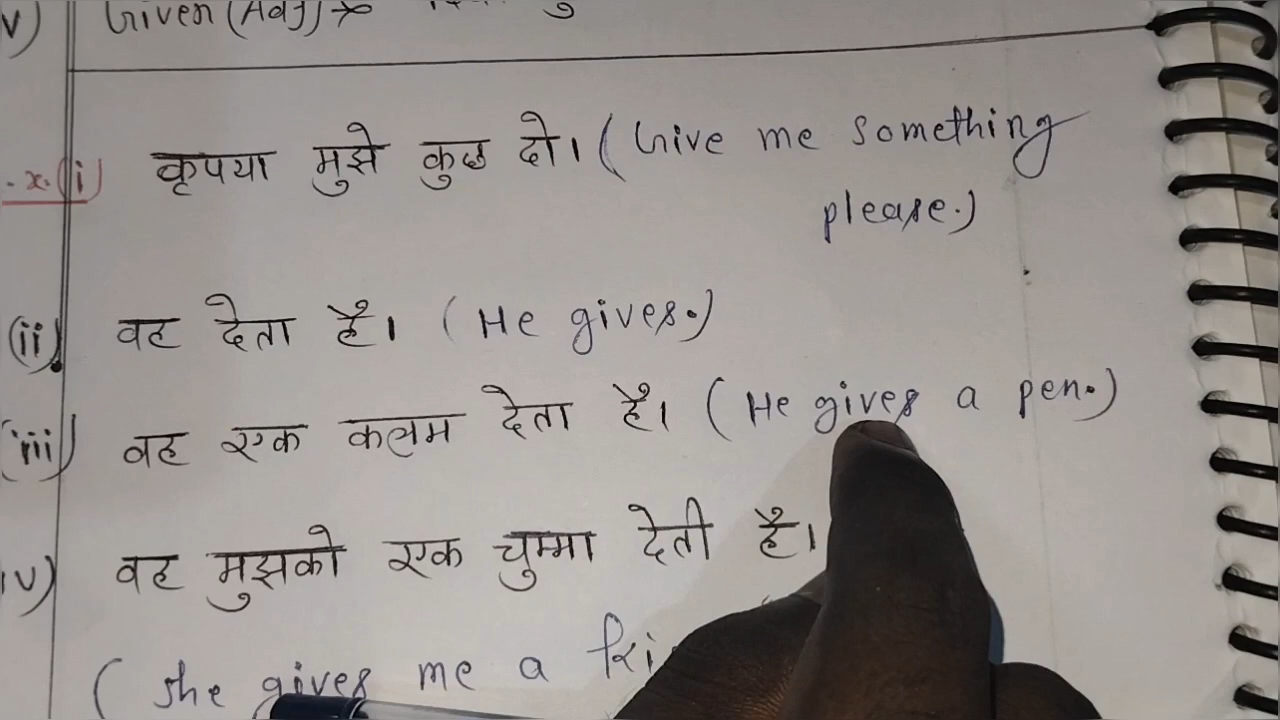 v) Given (Adj) →
Ex. (i) कृपया मुझे कुछ दो। ( Give me something
please.)
(ii) वह देता है। ( He gives.)
(iii) वह एक कलम देता है। ( He gives a pen.)
iv) वह मुझको एक चुम्मा देती है।
( She gives me a